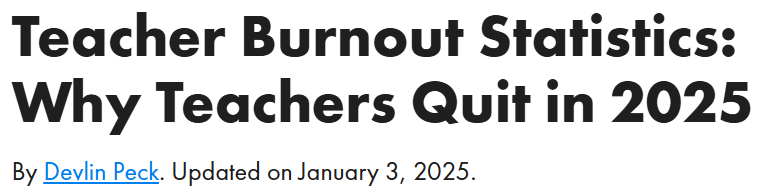 Teacher Burnout Statistics:
Why Teachers Quit in 2025
By Devlin Peck. Updated on January 3, 2025.